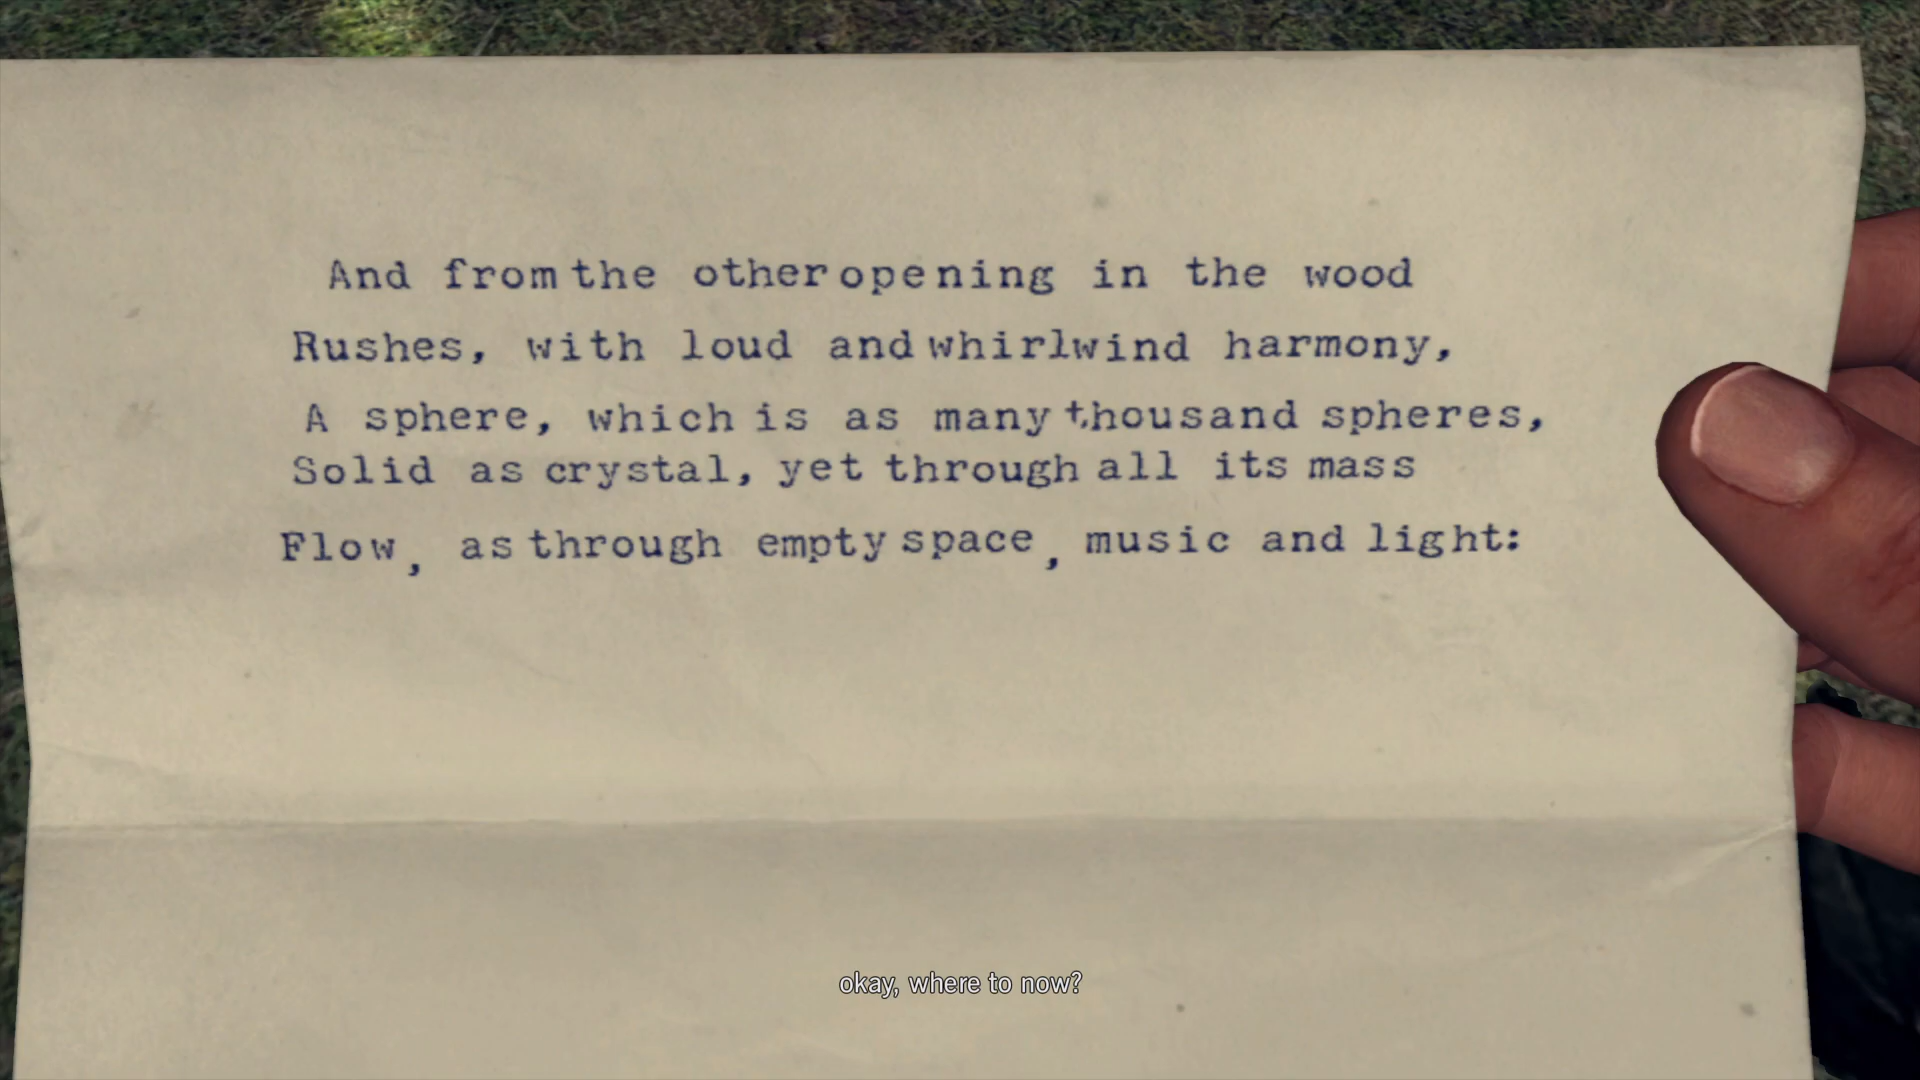 And from the other opening in the wood
Rushes, with loud and whirlwind harmony,
A sphere, which is as many thousand spheres,
Solid as crystal, yet through all its mass
Flow, as through empty space, music and light:
okay, where to now?